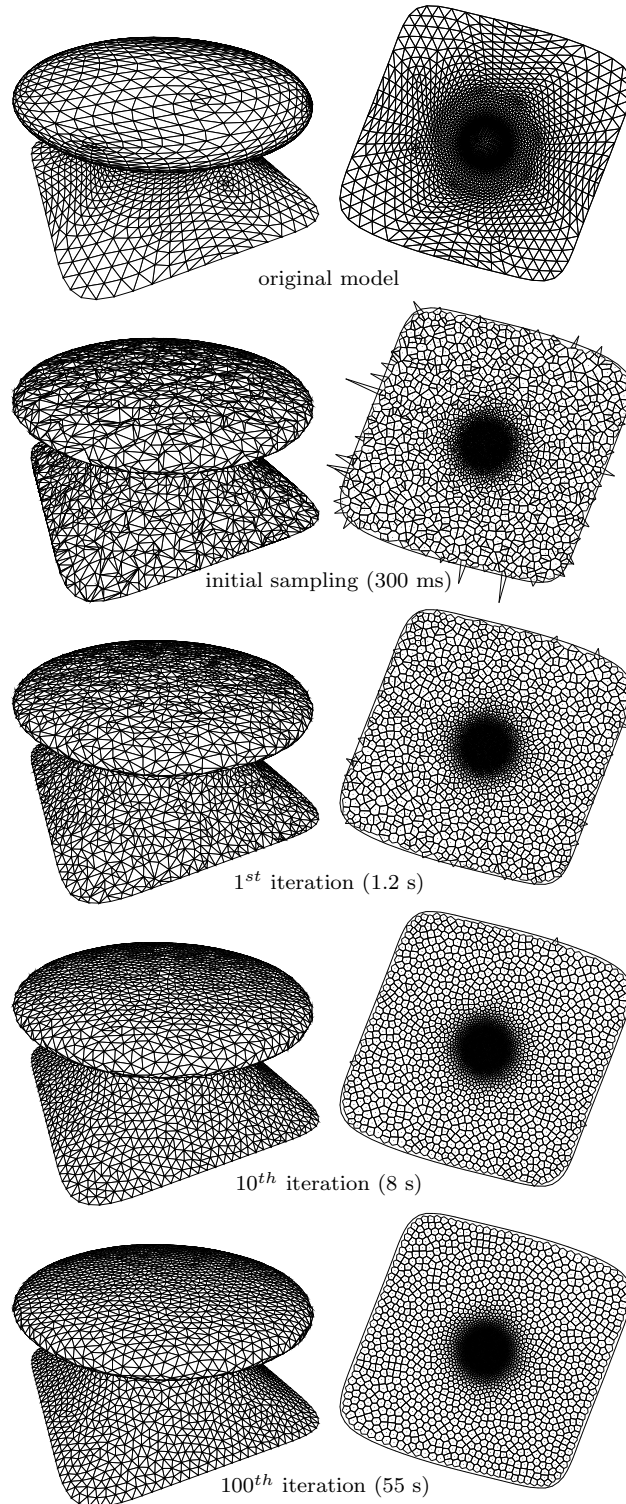 original model
initial sampling (300 ms)
1st iteration (1.2 s)
10th iteration (8 s)
100th iteration (55 s)